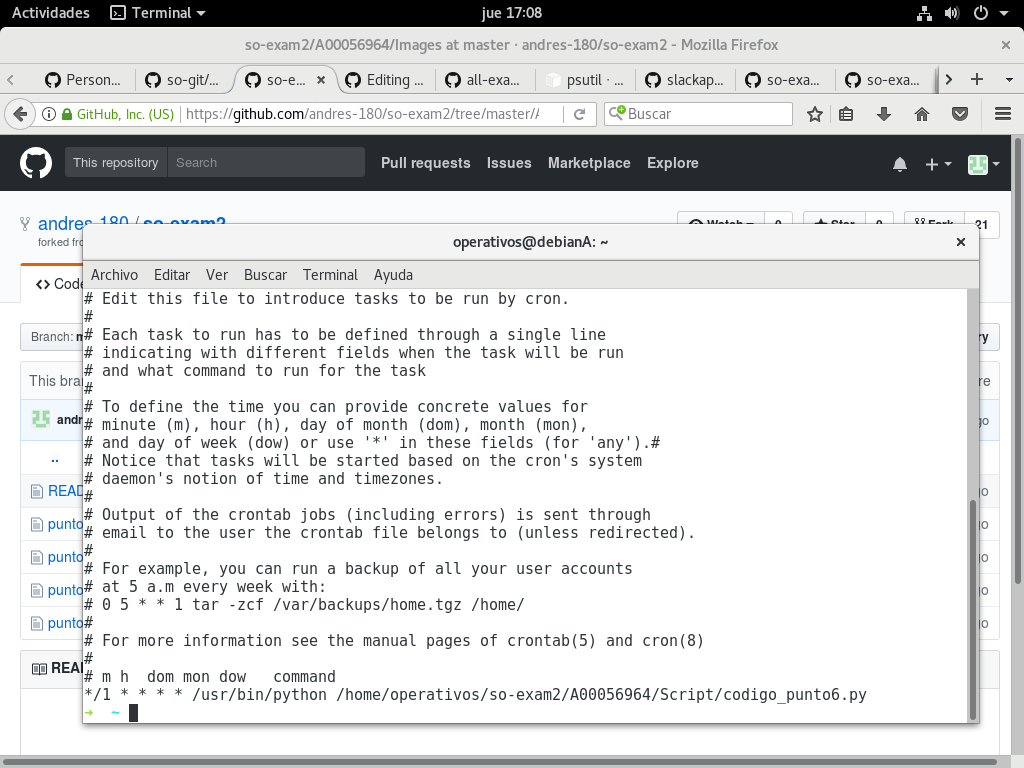 Actividades Terminal jue 17:08
so-exam2/A00056964/Images at master · andres-180/so-exam2 - Mozilla Firefox
Person... so-git/... so-e... Editing ... all-exa... psutil · ... slackap... so-exa... so-exa...
GitHub, Inc. (US) https://github.com/andres-180/so-exam2/tree/master/ Buscar
This repository Search Pull requests Issues Marketplace Explore
andres-180 / so-exam2 Watch 0 Star 0 Fork 21
forked
operativos@debianA: ~
Archivo Editar Ver Buscar Terminal Ayuda
Code
Branch:
This
andr
..
READ
punto
punto
punto
punto
READ
# Edit this file to introduce tasks to be run by cron.
#
# Each task to run has to be defined through a single line
# indicating with different fields when the task will be run
# and what command to run for the task
#
# To define the time you can provide concrete values for
# minute (m), hour (h), day of month (dom), month (mon),
# and day of week (dow) or use '*' in these fields (for 'any').#
# Notice that tasks will be started based on the cron's system
# daemon's notion of time and timezones.
#
# Output of the crontab jobs (including errors) is sent through
# email to the user the crontab file belongs to (unless redirected).
#
# For example, you can run a backup of all your user accounts
# at 5 a.m every week with:
# 0 5 * * 1 tar -zcf /var/backups/home.tgz /home/
#
# For more information see the manual pages of crontab(5) and cron(8)
#
# m h  dom mon dow   command
*/1 * * * * /usr/bin/python /home/operativos/so-exam2/A00056964/Script/codigo_punto6.py
➜  ~